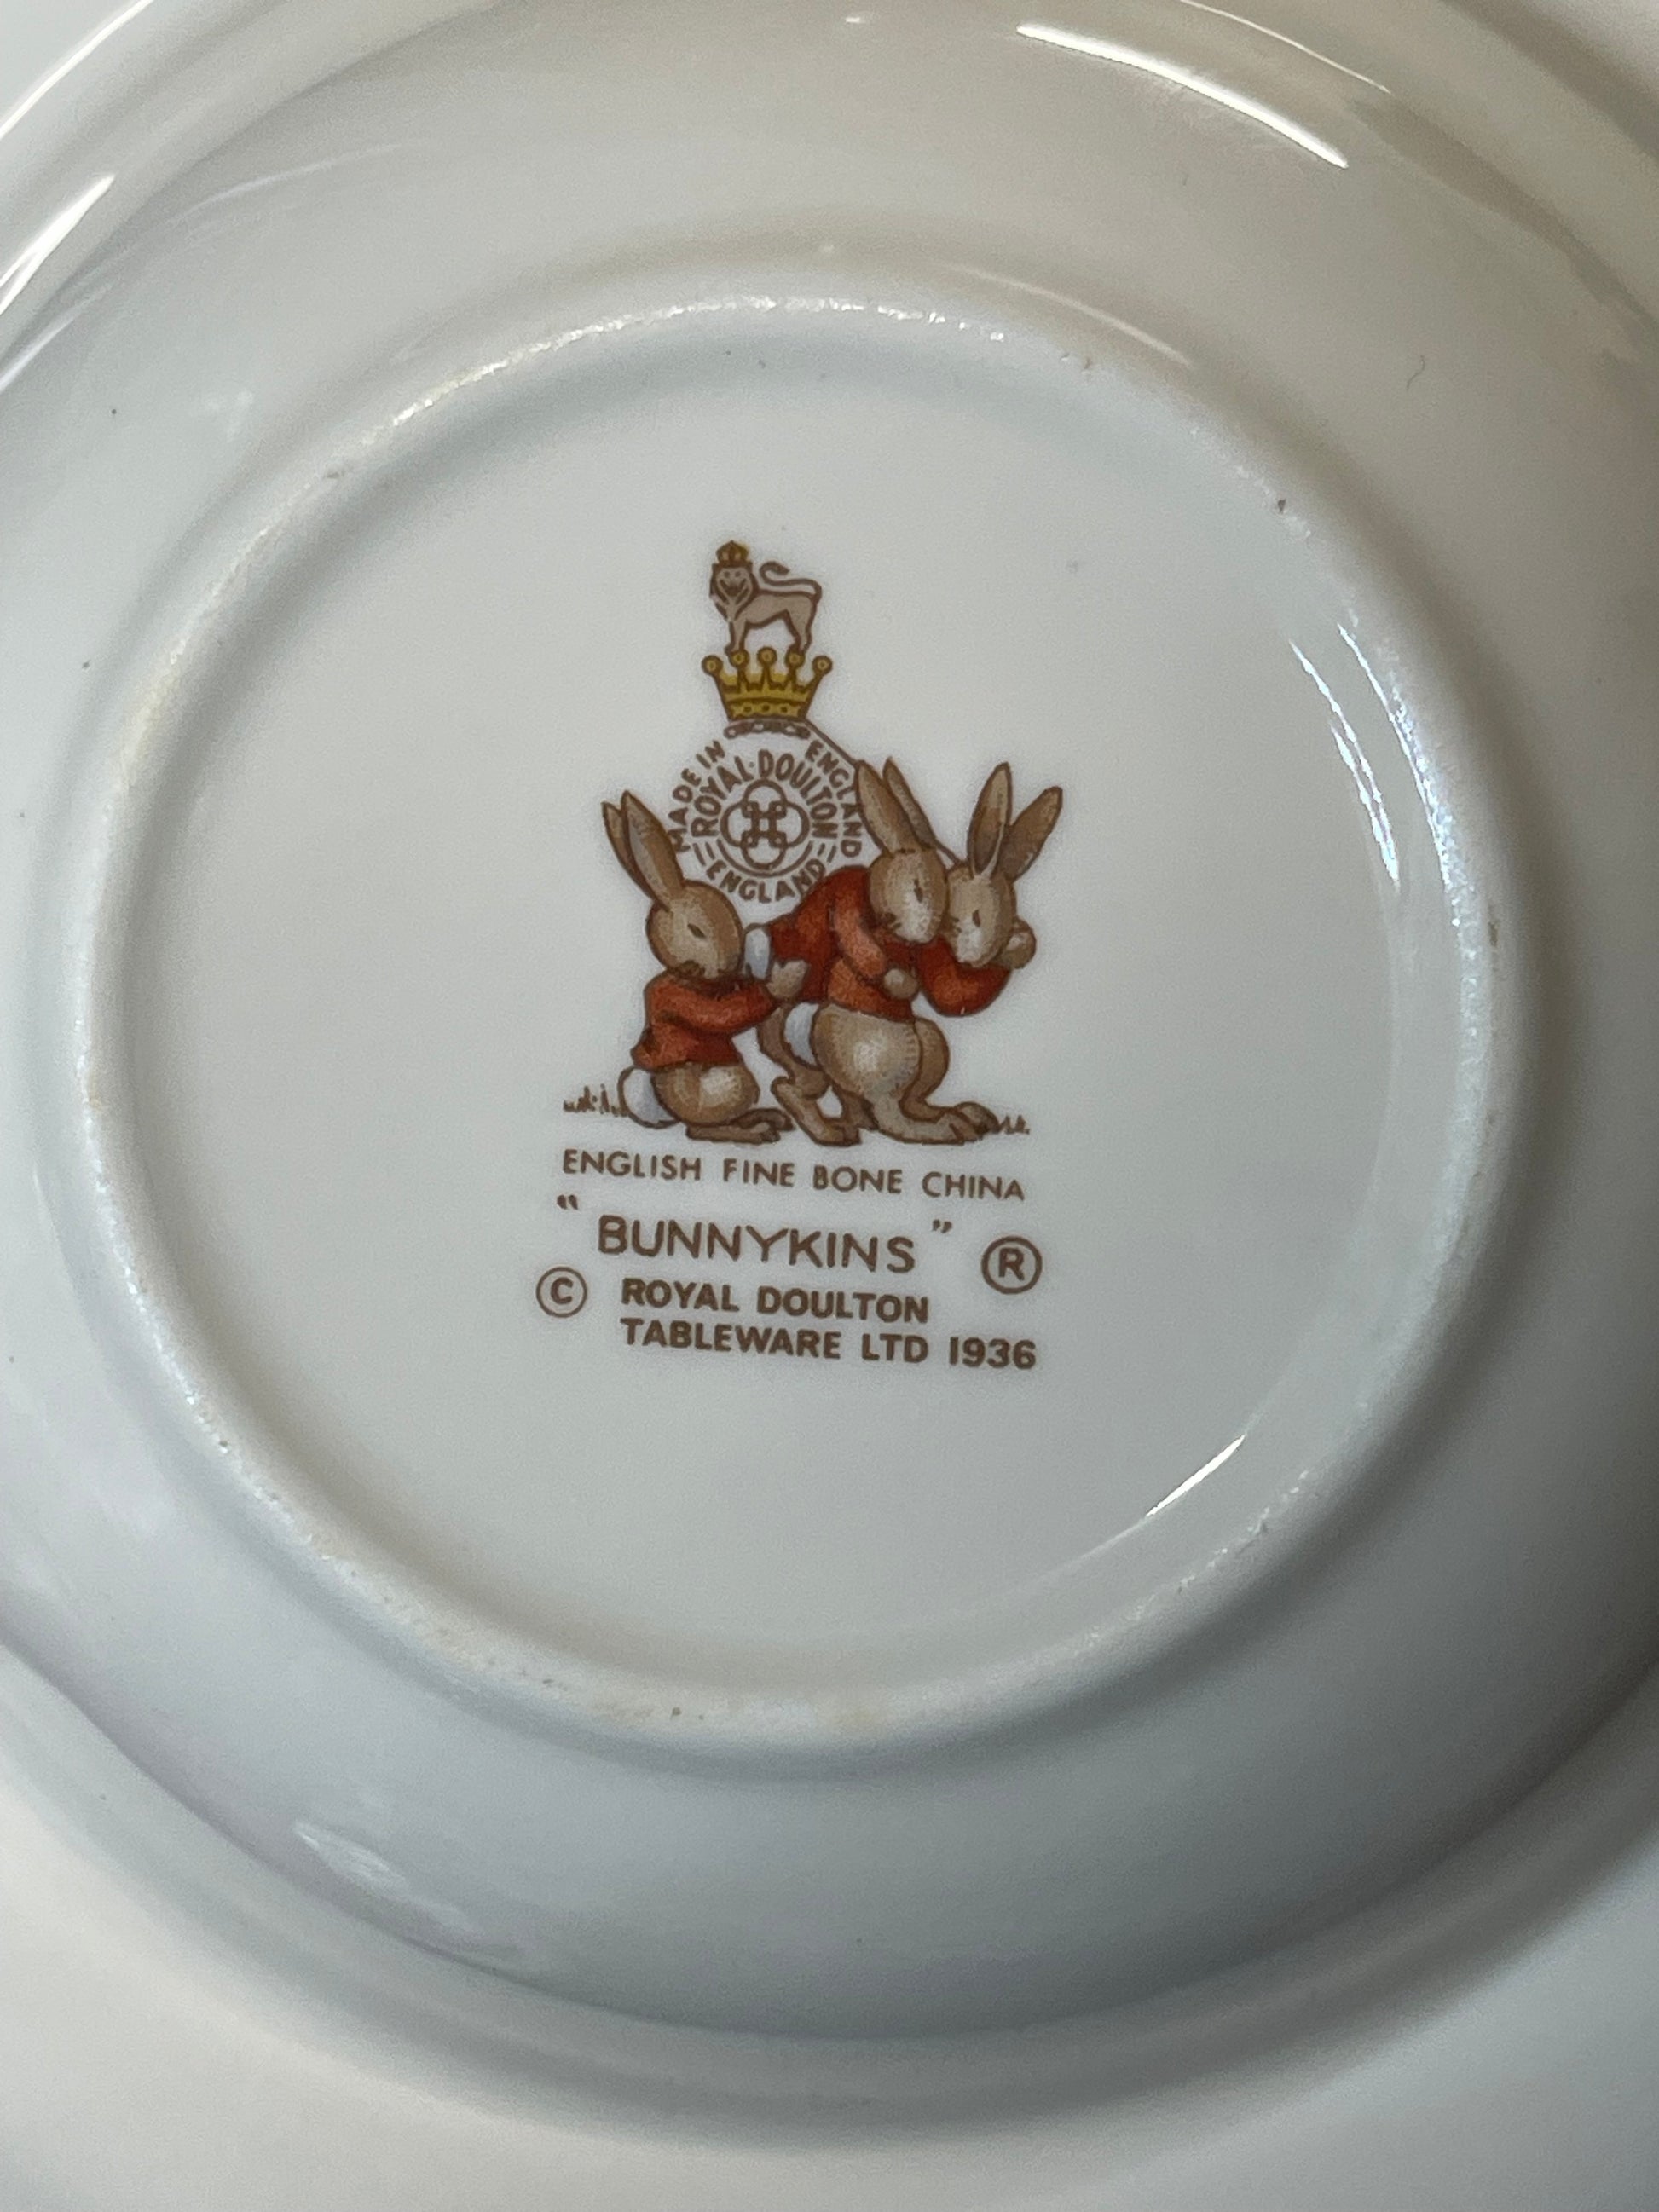 MADE IN ENGLAND
ROYAL·DOULTON
ENGLAND
ENGLISH FINE BONE CHINA
"BUNNYKINS" ®
© ROYAL DOULTON
TABLEWARE LTD 1936